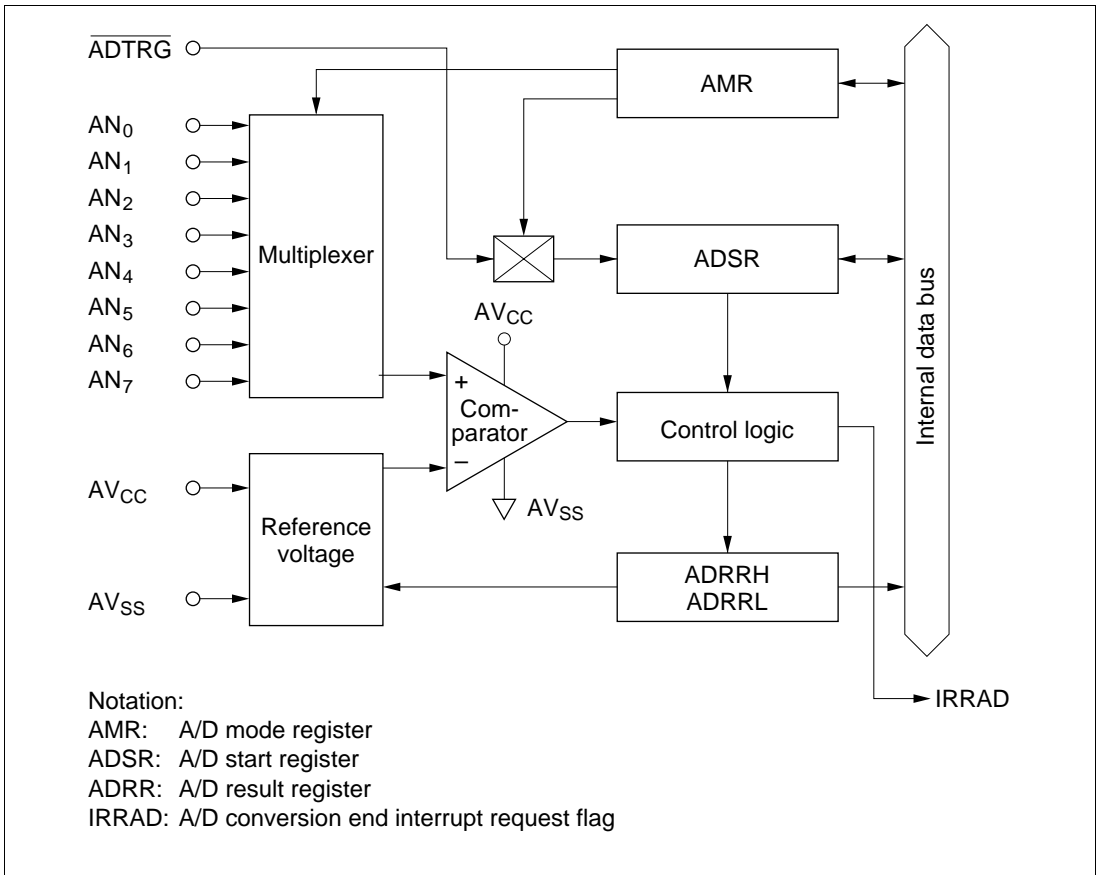 ADTRG
AMR
AN0
AN1
AN2
AN3
AN4
AN5
AN6
AN7
Multiplexer
ADSR
Internal data bus
AVCC
+
Com-
parator
−
AVSS
Control logic
AVCC
AVSS
Reference
voltage
ADRRH
ADRRL
IRRAD
Notation:
AMR: A/D mode register
ADSR: A/D start register
ADRR: A/D result register
IRRAD: A/D conversion end interrupt request flag